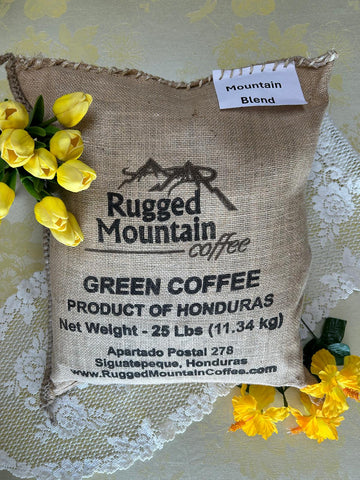 Mountain
Blend
Rugged
Mountain
coffee
GREEN COFFEE
PRODUCT OF HONDURAS
Net Weight - 25 Lbs (11.34 kg)
Apartado Postal 278
Siguatepeque, Honduras
www.RuggedMountainCoffee.com